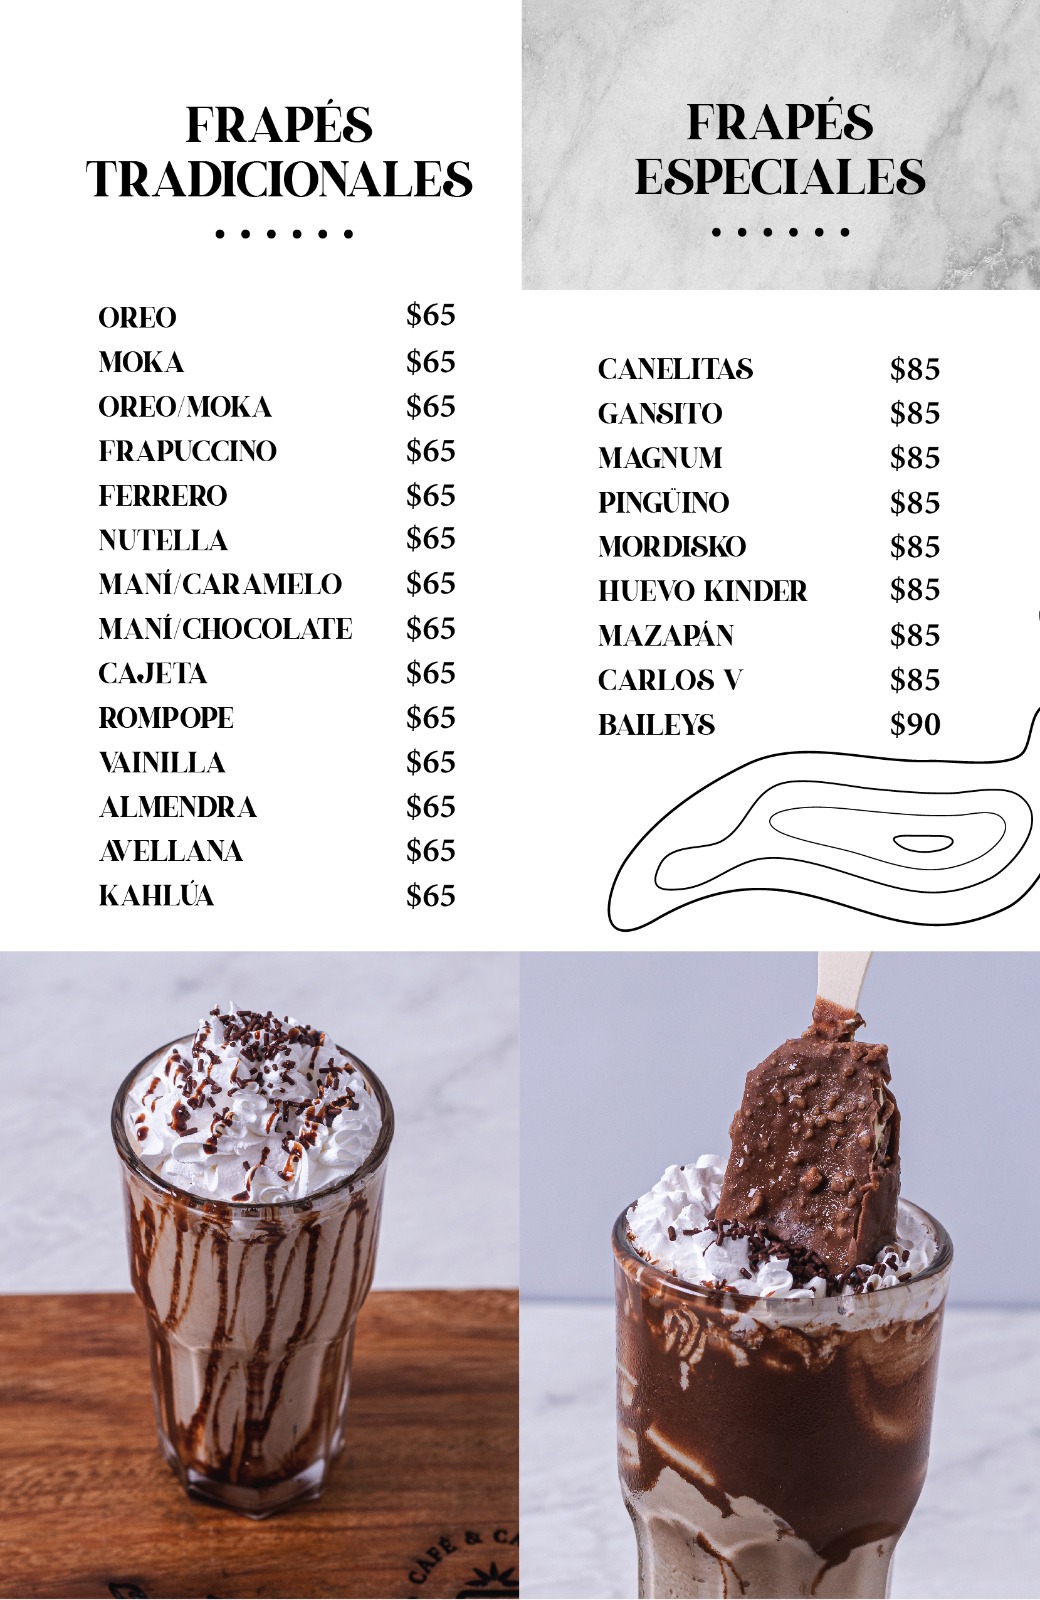 FRAPÉS
TRADICIONALES
OREO $65
MOKA $65
OREO/MOKA $65
FRAPUCCINO $65
FERRERO $65
NUTELLA $65
MANÍ/CARAMELO $65
MANÍ/CHOCOLATE $65
CAJETA $65
ROMPOPE $65
VAINILLA $65
ALMENDRA $65
AVELLANA $65
KAHLÚA $65
FRAPÉS
ESPECIALES
CANELITAS $85
GANSITO $85
MAGNUM $85
PINGÜINO $85
MORDISKO $85
HUEVO KINDER $85
MAZAPÁN $85
CARLOS V $85
BAILEYS $90
CAFÉ &